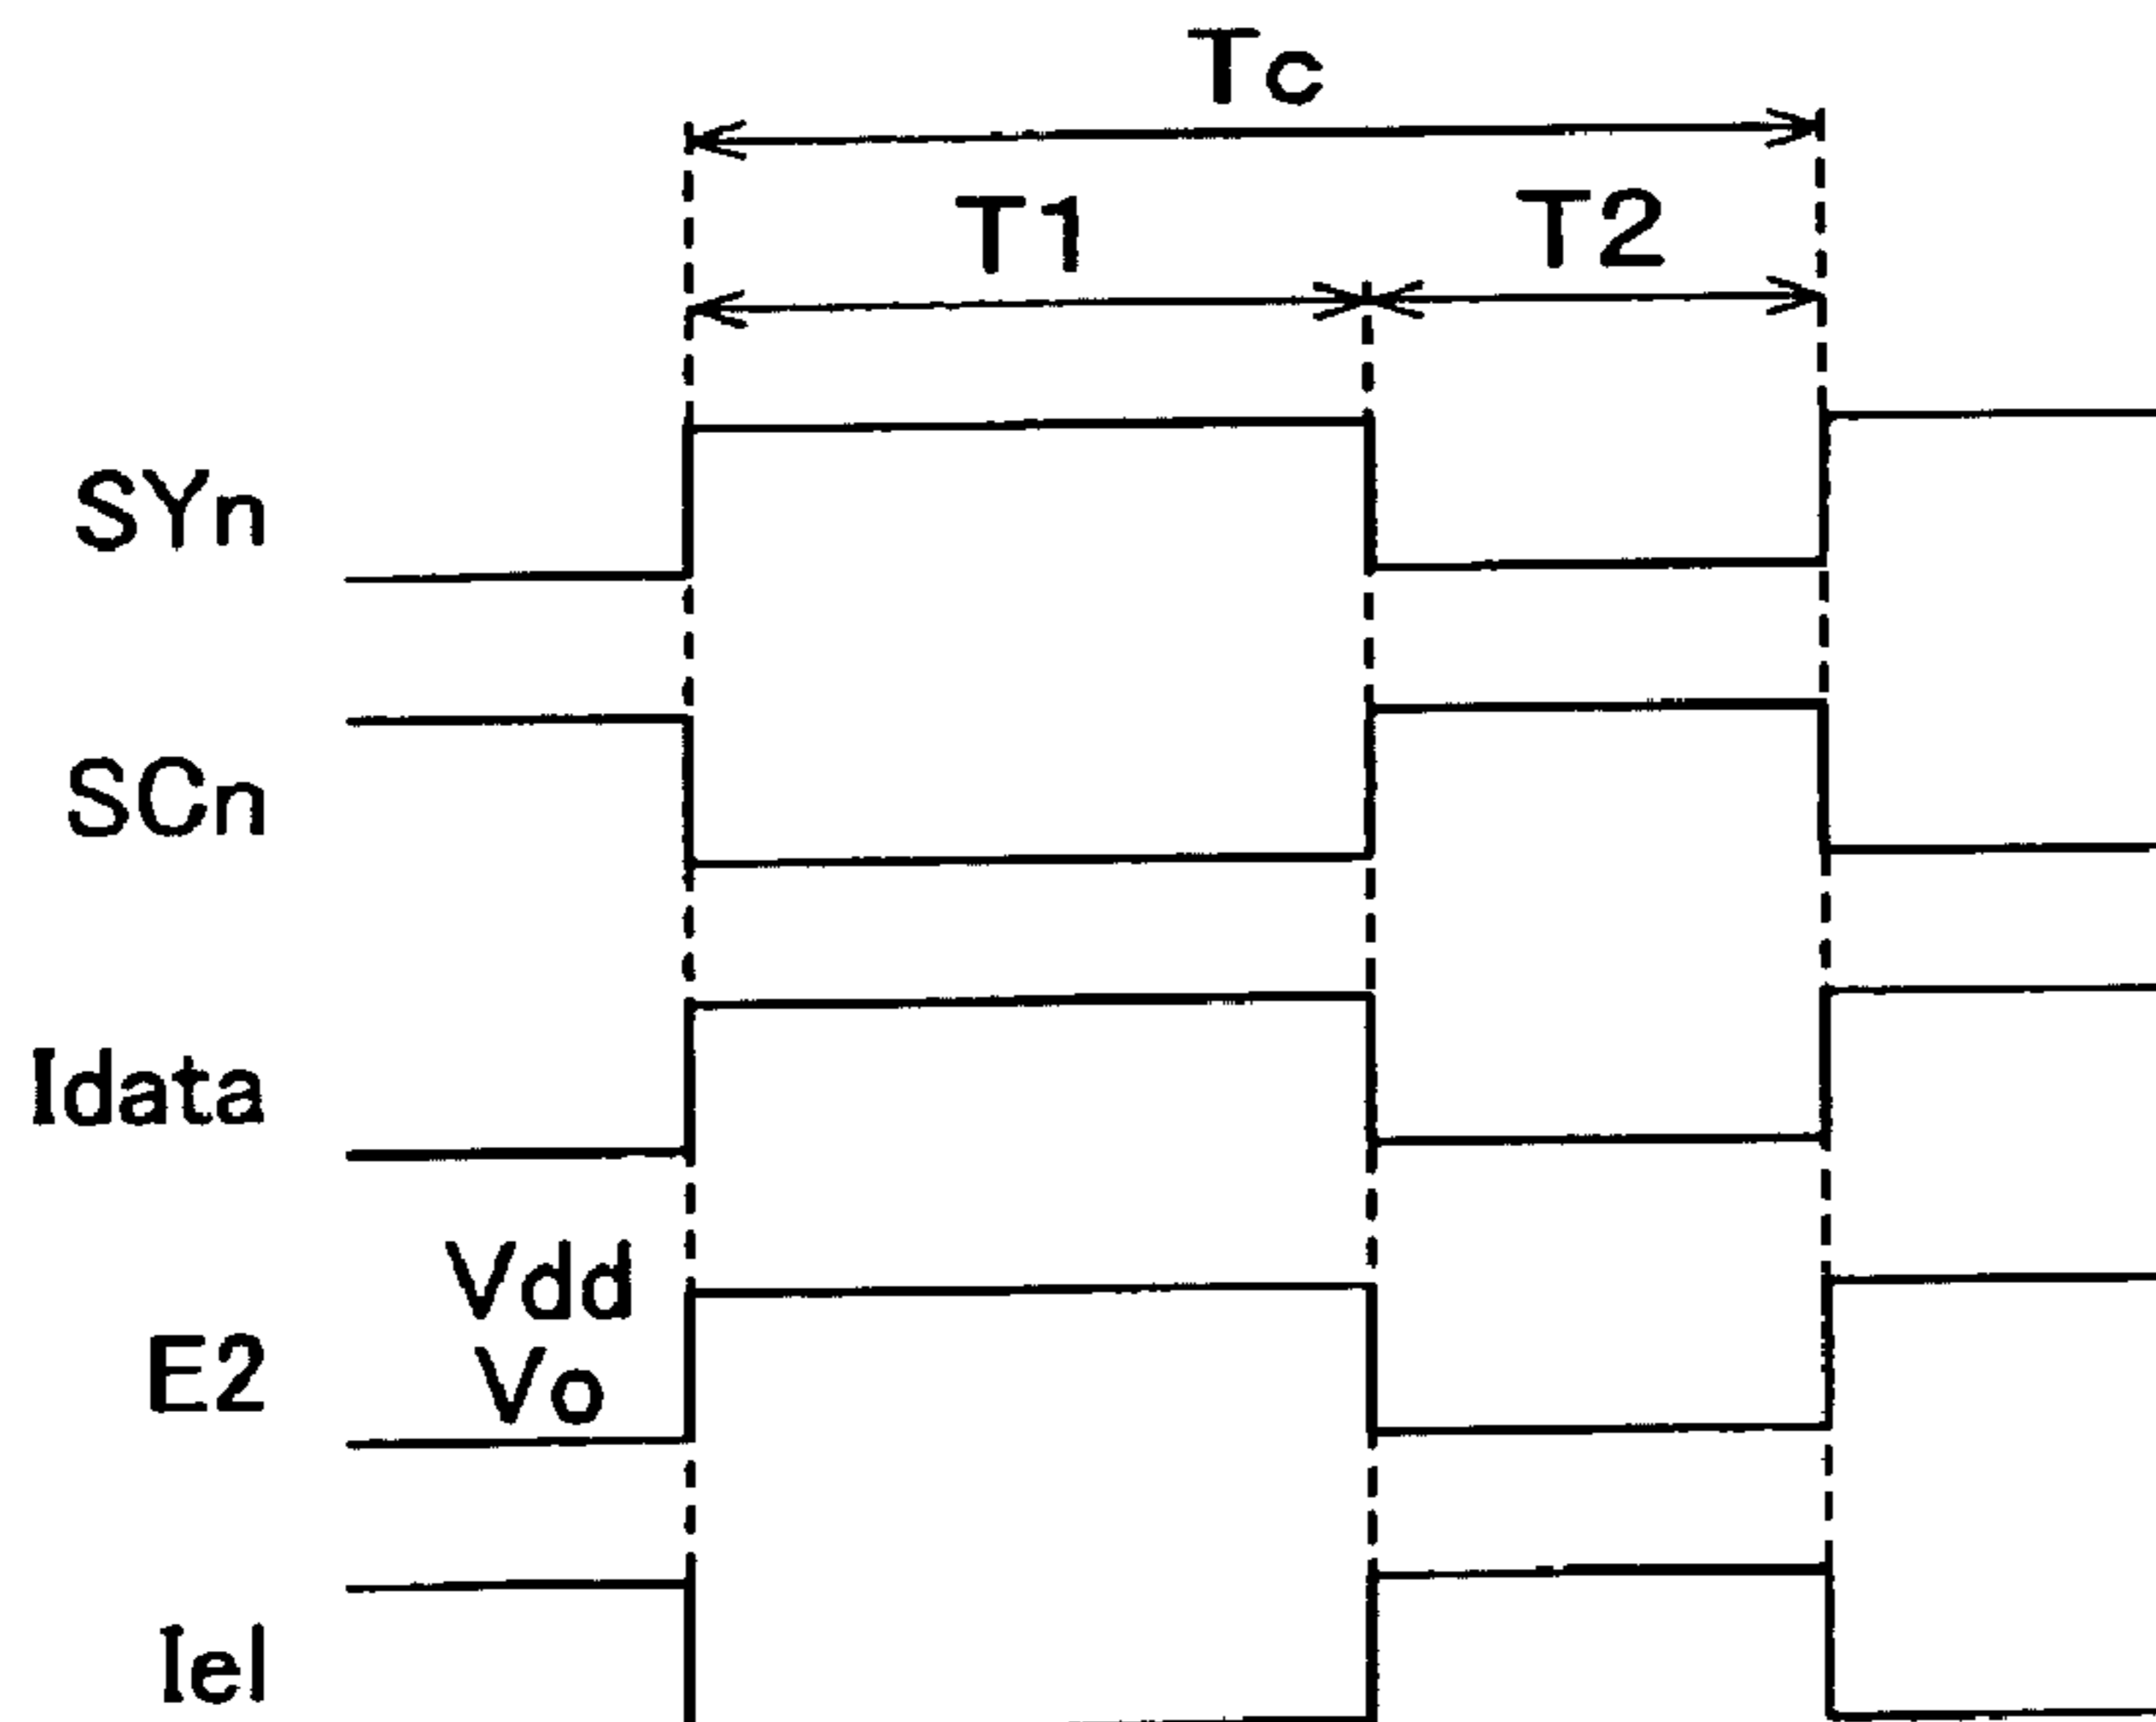 Tc
T1 T2
SYn
SCn
Idata
Vdd
Vo
E2
Iel